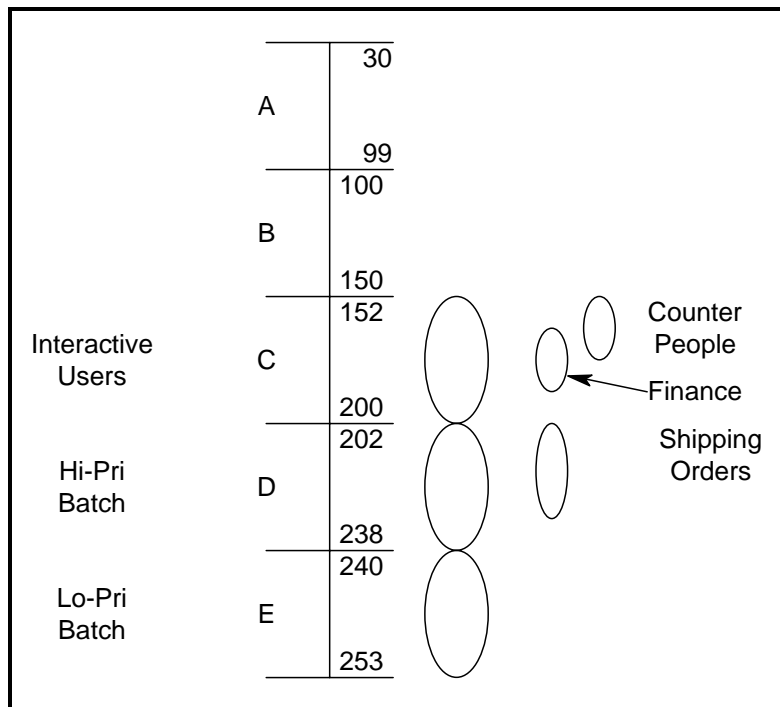 30
A
99
100
B
150
152
Counter
People
Interactive
Users
C
Finance
200
202
Shipping
Orders
Hi-Pri
Batch
D
238
240
Lo-Pri
Batch
E
253